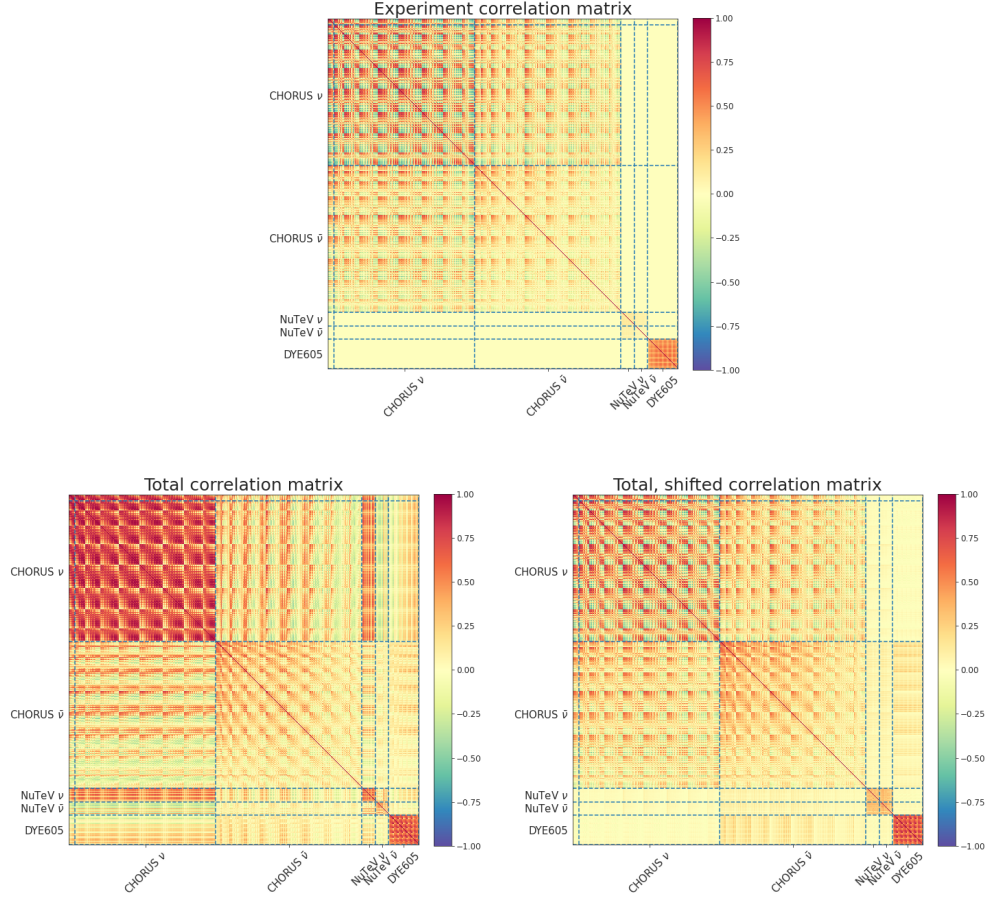 Experiment correlation matrix
CHORUS ν
CHORUS ν̄
NuTeV ν
NuTeV ν̄
DYE605
CHORUS ν
CHORUS ν̄
NuTeV ν
NuTeV ν̄
DYE605
1.00
0.75
0.50
0.25
0.00
−0.25
−0.50
−0.75
−1.00
Total correlation matrix
CHORUS ν
CHORUS ν̄
NuTeV ν
NuTeV ν̄
DYE605
CHORUS ν
CHORUS ν̄
NuTeV ν
NuTeV ν̄
DYE605
1.00
0.75
0.50
0.25
0.00
−0.25
−0.50
−0.75
−1.00
Total, shifted correlation matrix
CHORUS ν
CHORUS ν̄
NuTeV ν
NuTeV ν̄
DYE605
CHORUS ν
CHORUS ν̄
NuTeV ν
NuTeV ν̄
DYE605
1.00
0.75
0.50
0.25
0.00
−0.25
−0.50
−0.75
−1.00